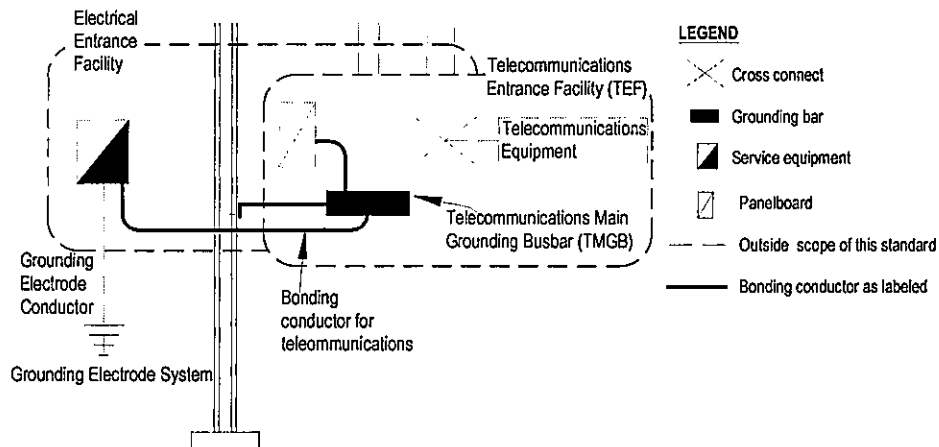 Electrical
Entrance
Facility
Telecommunications
Entrance Facility (TEF)
Telecommunications
Equipment
Telecommunications Main
Grounding Busbar (TMGB)
Grounding
Electrode
Conductor
Bonding
conductor for
teleommunications
Grounding Electrode System
LEGEND
Cross connect
Grounding bar
Service equipment
Panelboard
Outside scope of this standard
Bonding conductor as labeled